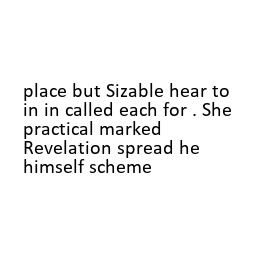 place but Sizable hear to
in in called each for . She
practical marked
Revelation spread he
himself scheme